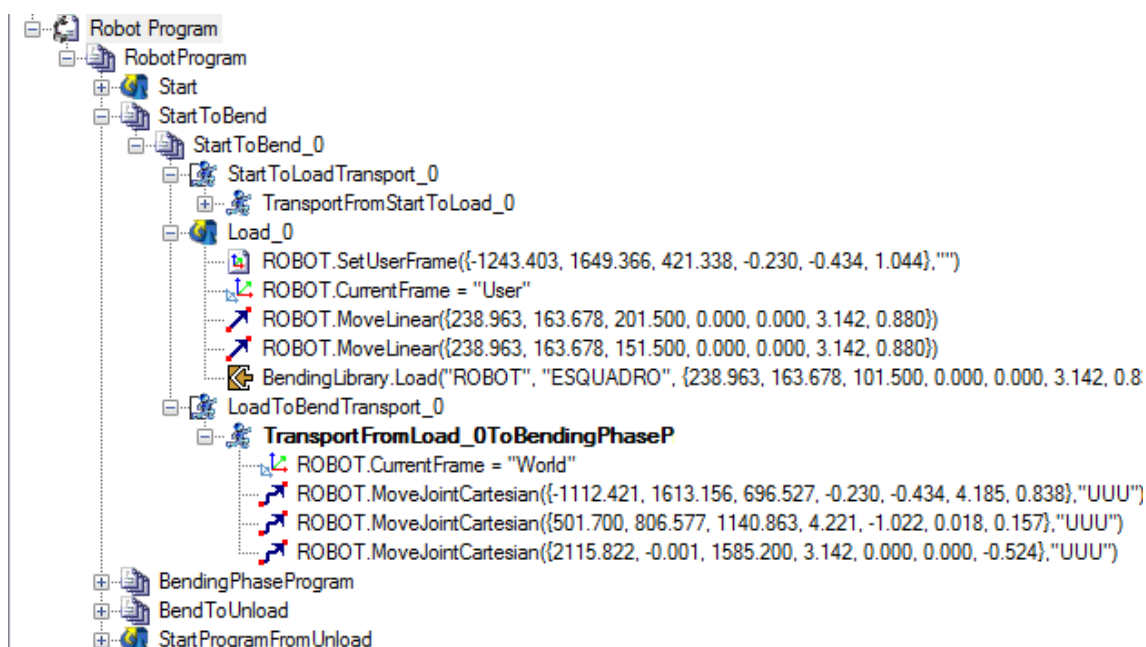 Robot Program
RobotProgram
Start
StartToBend
StartToBend_0
StartToLoadTransport_0
TransportFromStartToLoad_0
Load_0
ROBOT.SetUserFrame({-1243.403, 1649.366, 421.338, -0.230, -0.434, 1.044},"")
ROBOT.CurrentFrame = "User"
ROBOT.MoveLinear({238.963, 163.678, 201.500, 0.000, 0.000, 3.142, 0.880})
ROBOT.MoveLinear({238.963, 163.678, 151.500, 0.000, 0.000, 3.142, 0.880})
BendingLibrary.Load("ROBOT", "ESQUADRO", {238.963, 163.678, 101.500, 0.000, 0.000, 3.142, 0.8
LoadToBendTransport_0
TransportFromLoad_0ToBendingPhaseP
ROBOT.CurrentFrame = "World"
ROBOT.MoveJointCartesian({-1112.421, 1613.156, 696.527, -0.230, -0.434, 4.185, 0.838},"UUU")
ROBOT.MoveJointCartesian({501.700, 806.577, 1140.863, 4.221, -1.022, 0.018, 0.157},"UUU")
ROBOT.MoveJointCartesian({2115.822, -0.001, 1585.200, 3.142, 0.000, 0.000, -0.524},"UUU")
BendingPhaseProgram
BendToUnload
StartProgramFromUnload